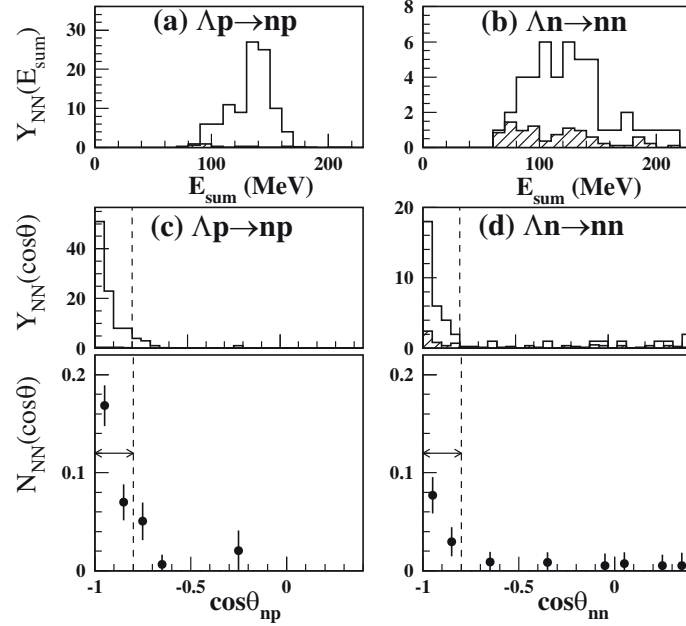 (a) Λp→np
(b) Λn→nn
Y_NN(E_sum)
30
20
10
0
8
6
4
2
0
0 100 200
0 100 200
E_sum (MeV)
E_sum (MeV)
(c) Λp→np
(d) Λn→nn
Y_NN(cosθ)
40
20
0
20
10
0
N_NN(cosθ)
0.2
0.1
0
0.2
0.1
0
-1 -0.5 0
-1 -0.5 0
cosθ_np
cosθ_nn